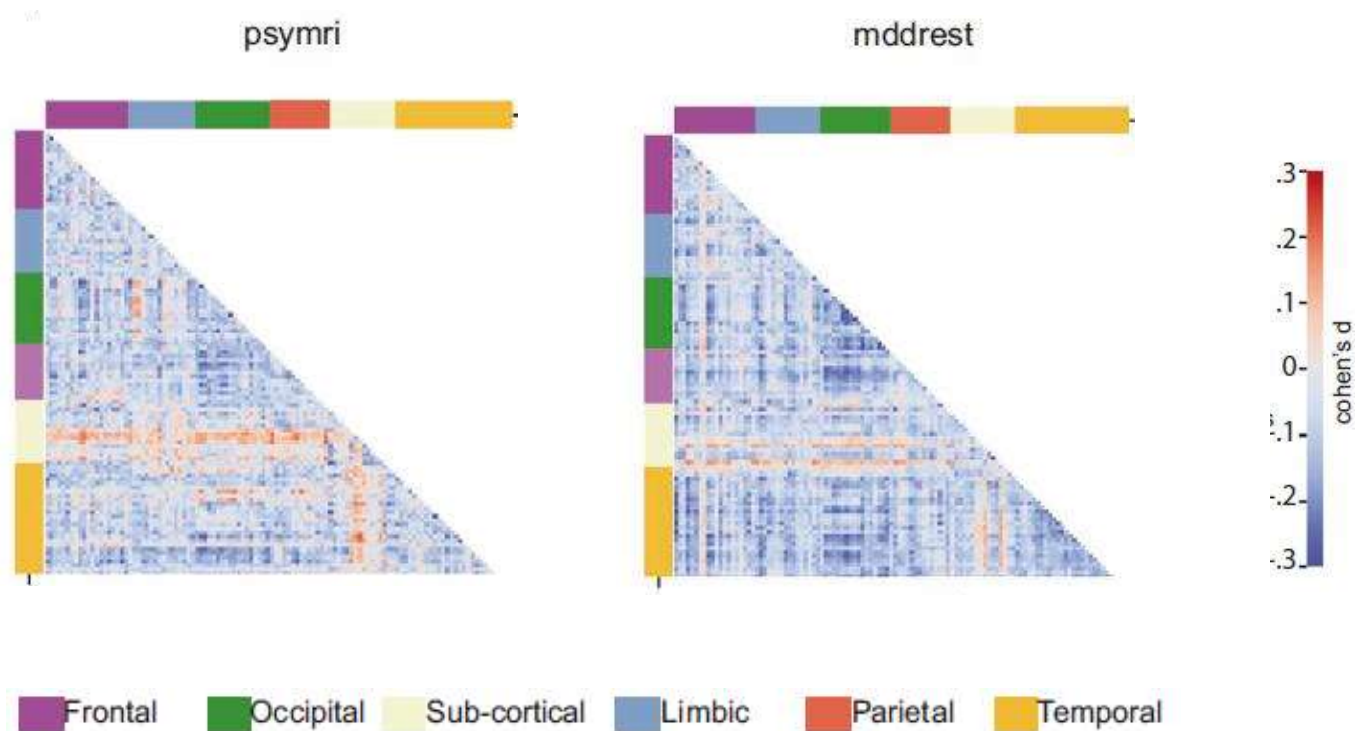 psymri
mddrest
.3
.2
.1
0
-.1
-.2
-.3
cohen's d
Frontal
Occipital
Sub-cortical
Limbic
Parietal
Temporal